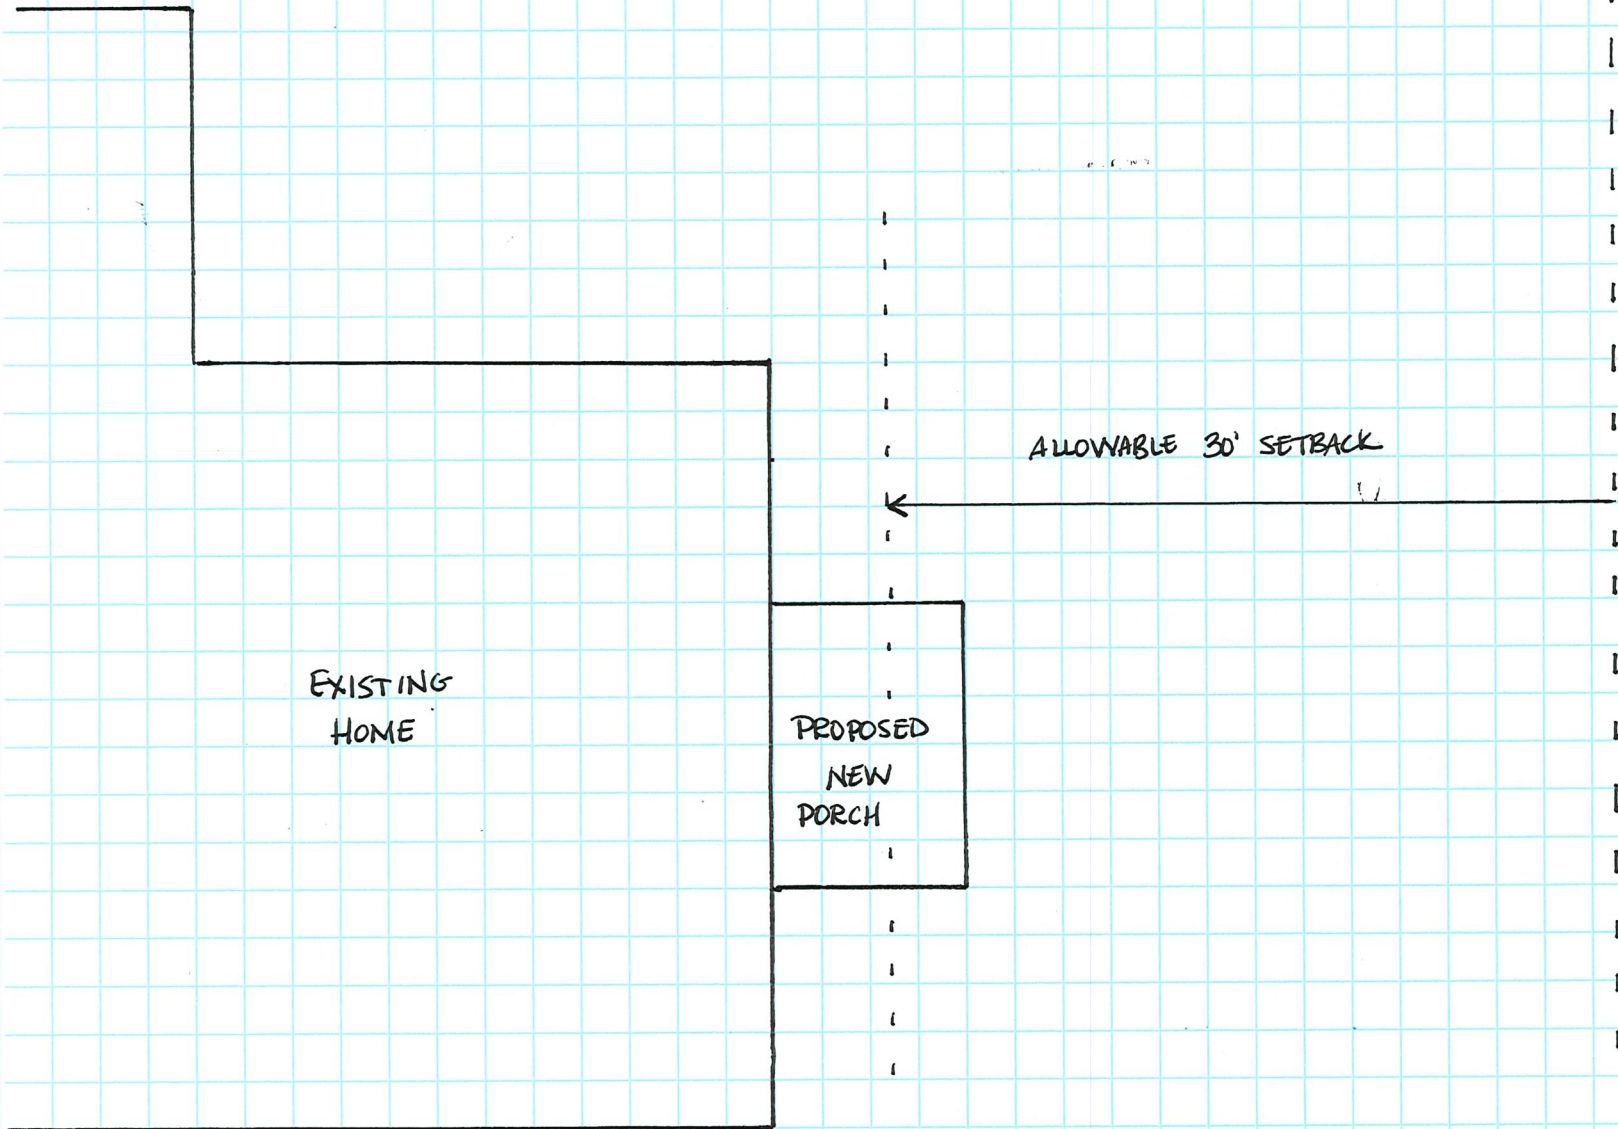 ALLOWABLE 30' SETBACK
EXISTING
HOME
PROPOSED
NEW
PORCH